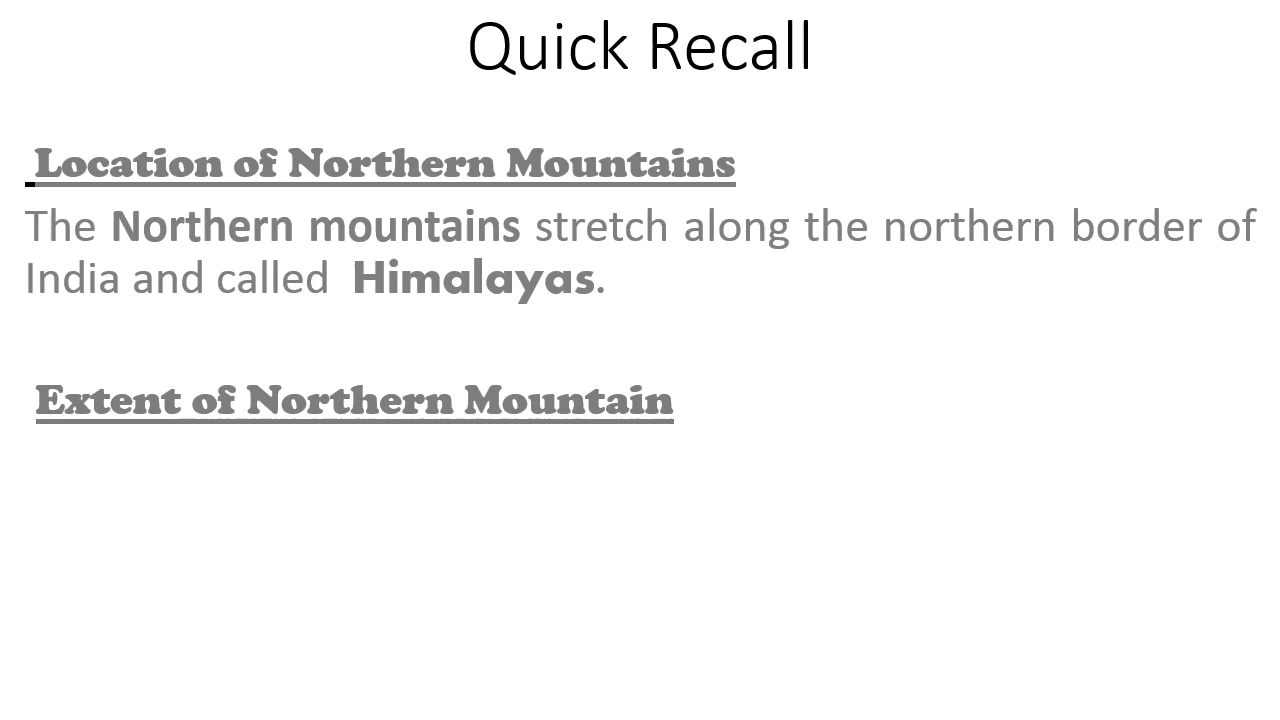 Quick Recall
Location of Northern Mountains
The Northern mountains stretch along the northern border of
India and called Himalayas.
Extent of Northern Mountain